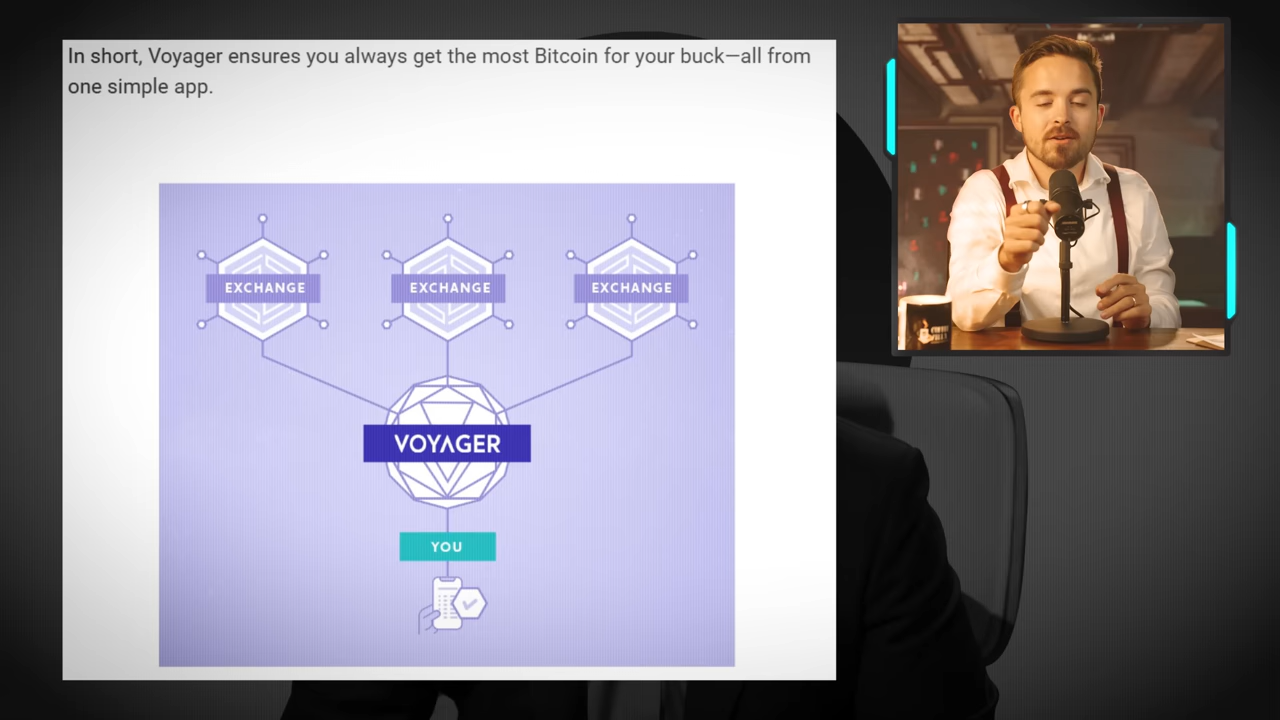 In short, Voyager ensures you always get the most Bitcoin for your buck—all from
one simple app.
EXCHANGE
EXCHANGE
EXCHANGE
VOYAGER
YOU